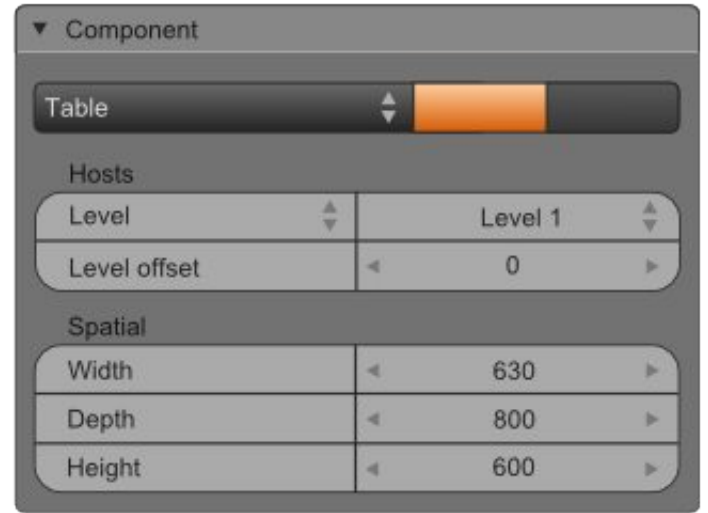 Component
Table
Hosts
Level Level 1
Level offset 0
Spatial
Width 630
Depth 800
Height 600